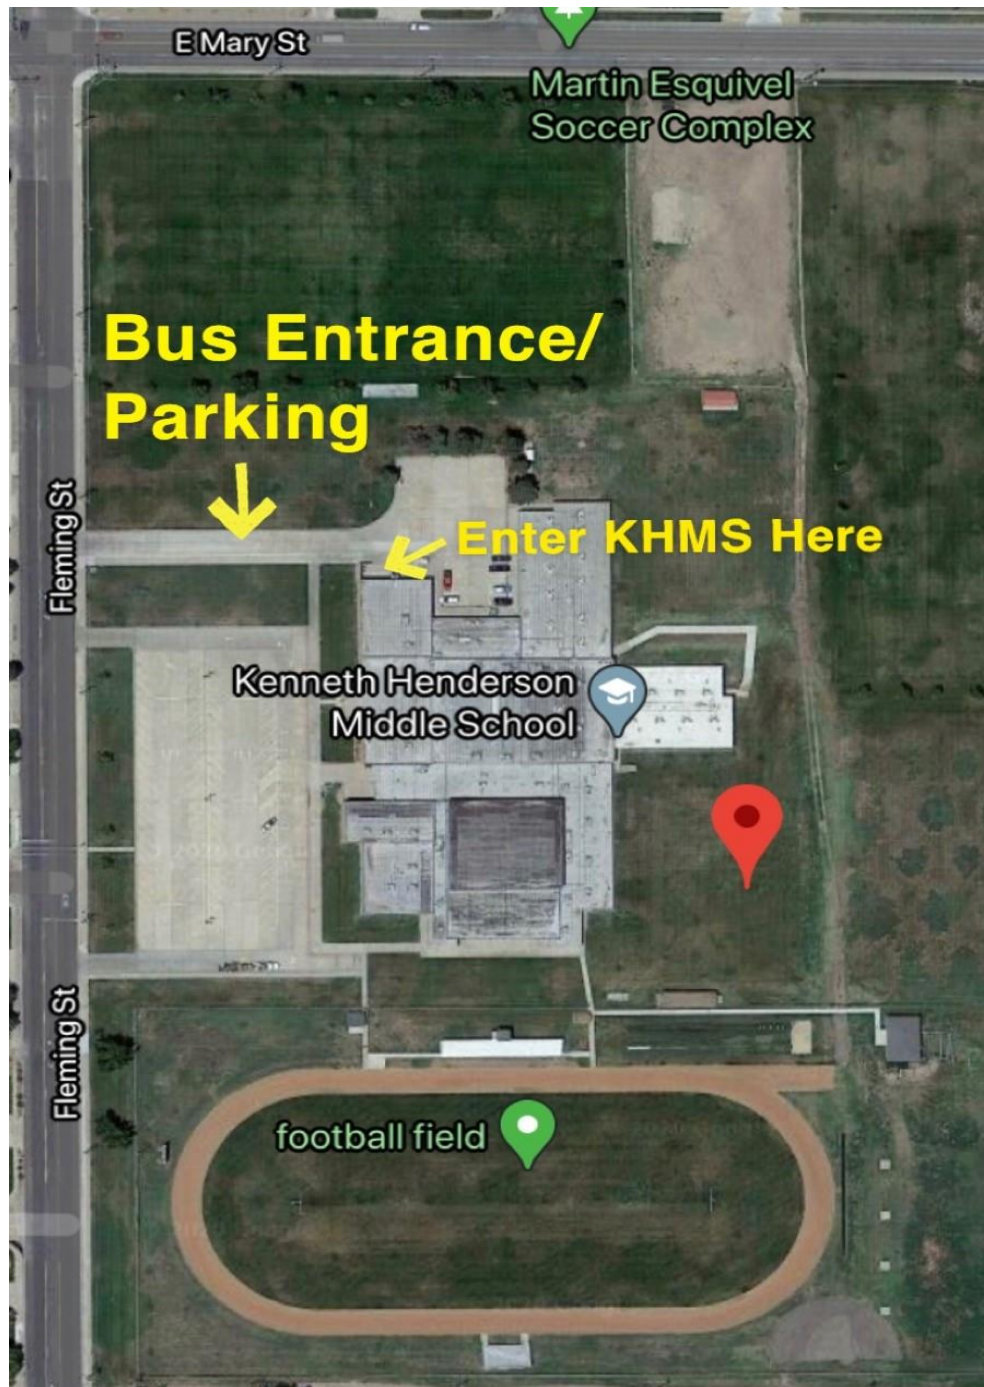 E Mary St
Martin Esquivel
Soccer Complex
Bus Entrance/
Parking
Fleming St
Enter KHMS Here
Kenneth Henderson
Middle School
Fleming St
football field